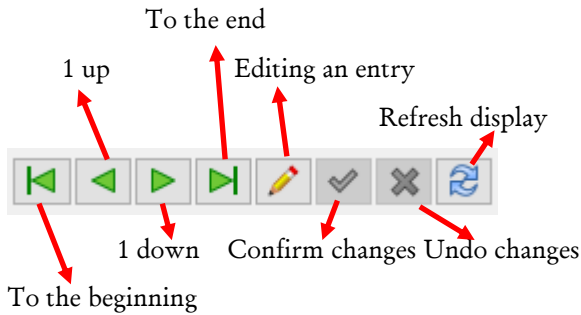 To the end
1 up
Editing an entry
Refresh display
1 down
Confirm changes
Undo changes
To the beginning